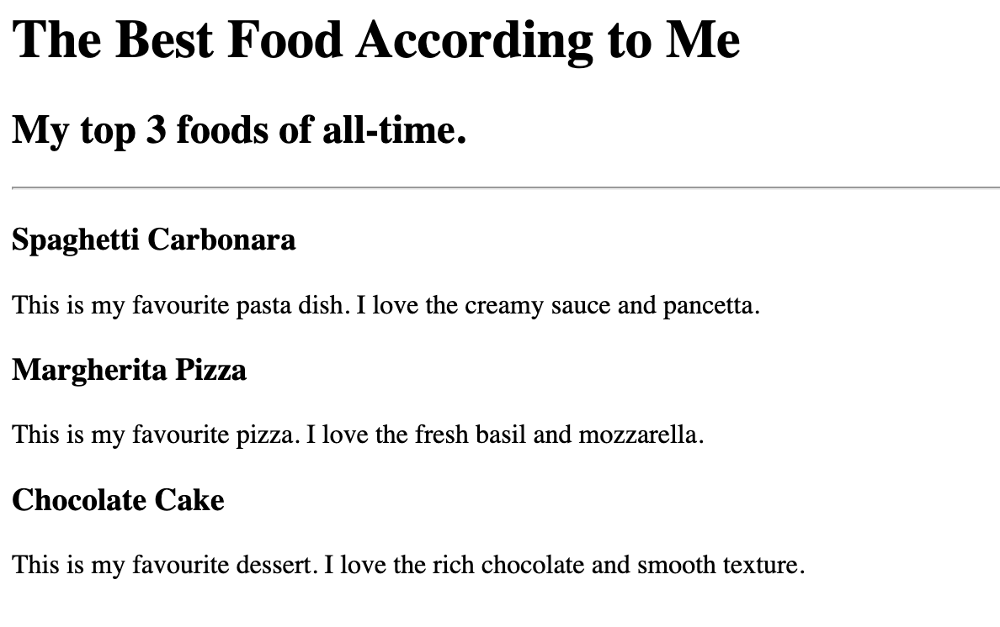 The Best Food According to Me
My top 3 foods of all-time.
Spaghetti Carbonara
This is my favourite pasta dish. I love the creamy sauce and pancetta.
Margherita Pizza
This is my favourite pizza. I love the fresh basil and mozzarella.
Chocolate Cake
This is my favourite dessert. I love the rich chocolate and smooth texture.